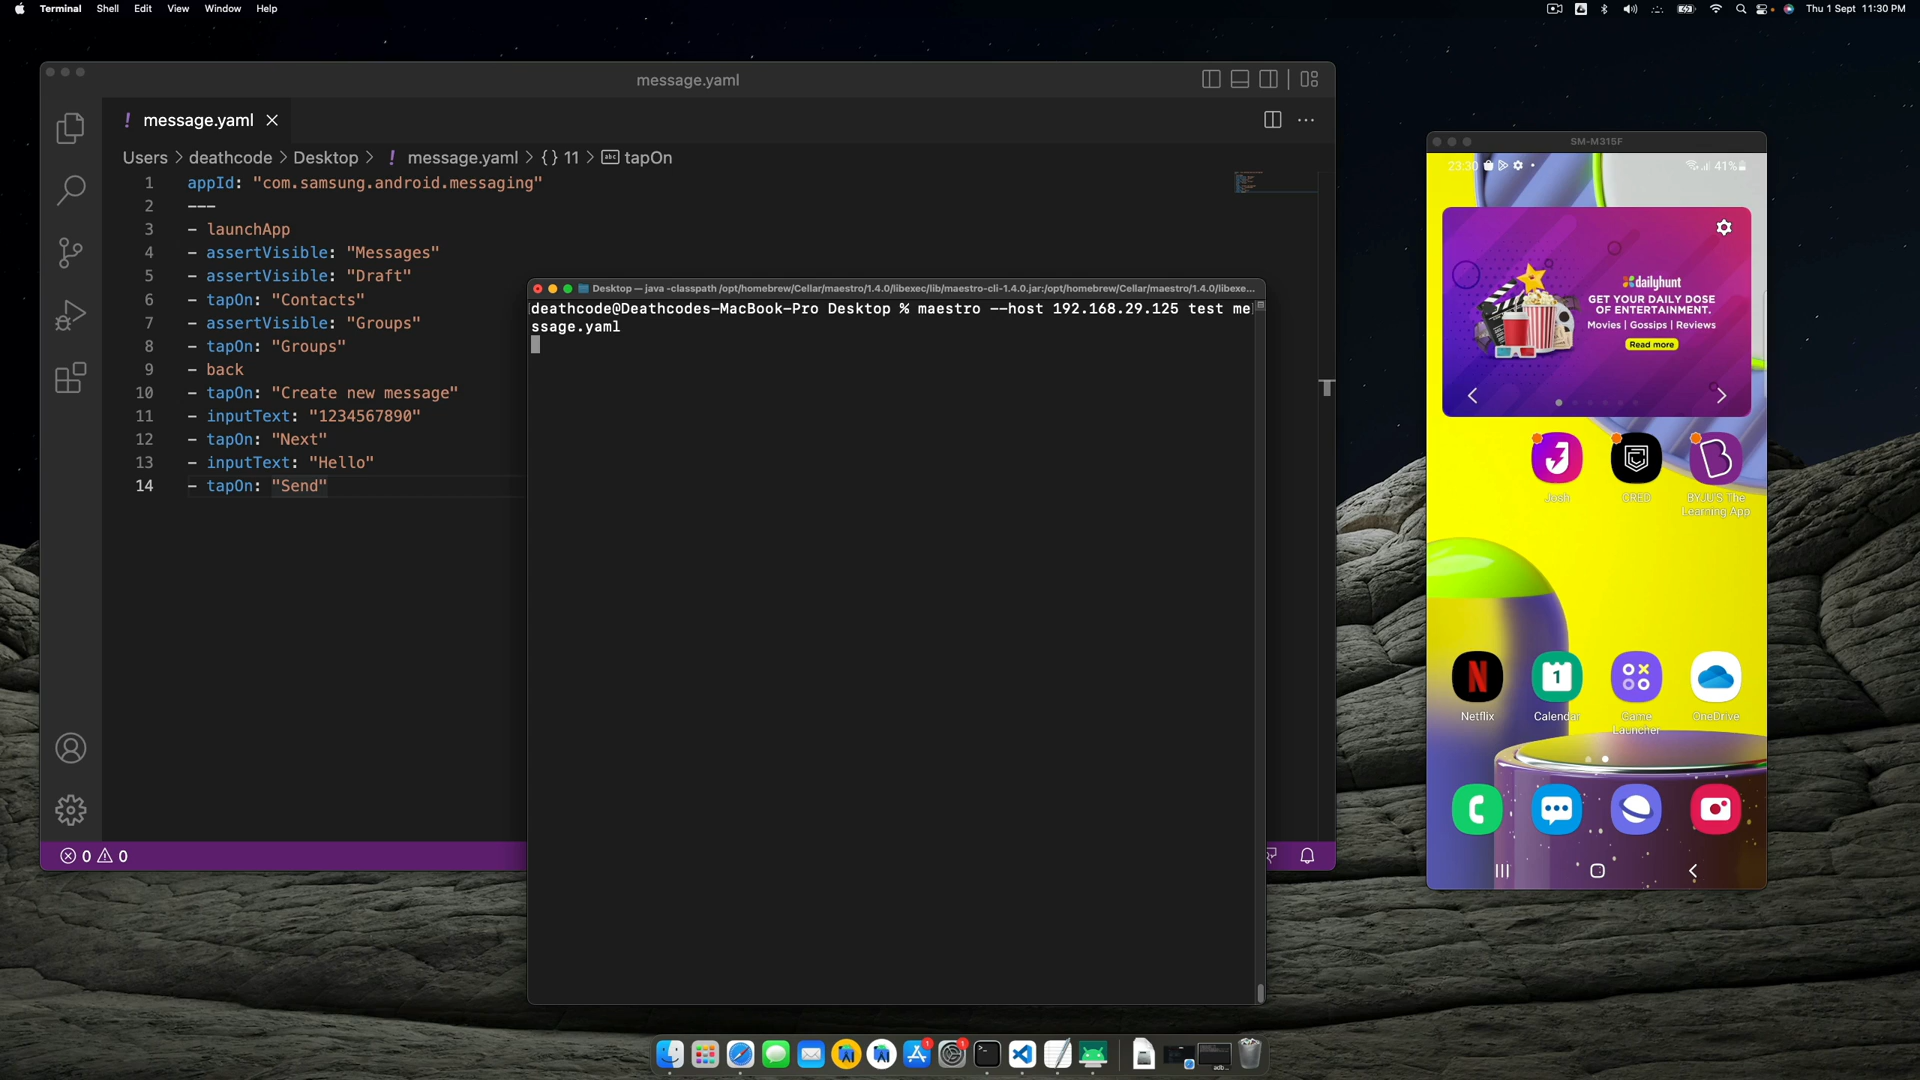 Terminal Shell Edit View Window Help
Thu 1 Sept 11:30 PM
message.yaml
! message.yaml
Users > deathcode > Desktop > ! message.yaml > {} 11 > abc tapOn
1 appId: "com.samsung.android.messaging"
2 ---
3 - launchApp
4 - assertVisible: "Messages"
5 - assertVisible: "Draft"
6 - tapOn: "Contacts"
7 - assertVisible: "Groups"
8 - tapOn: "Groups"
9 - back
10 - tapOn: "Create new message"
11 - inputText: "1234567890"
12 - tapOn: "Next"
13 - inputText: "Hello"
14 - tapOn: "Send"
0 0
Desktop — java -classpath /opt/homebrew/Cellar/maestro/1.4.0/libexec/lib/maestro-cli-1.4.0.jar:/opt/homebrew/Cellar/maestro/1.4.0/libexe...
deathcode@Deathcodes-MacBook-Pro Desktop % maestro --host 192.168.29.125 test me
ssage.yaml
SM-M315F
23:30 41%
dailyhunt
GET YOUR DAILY DOSE
OF ENTERTAINMENT.
Movies | Gossips | Reviews
Read more
Josh CRED BYJU'S The
Learning App
Netflix Calendar Game OneDrive
Launcher
1
N
1 1
adb...